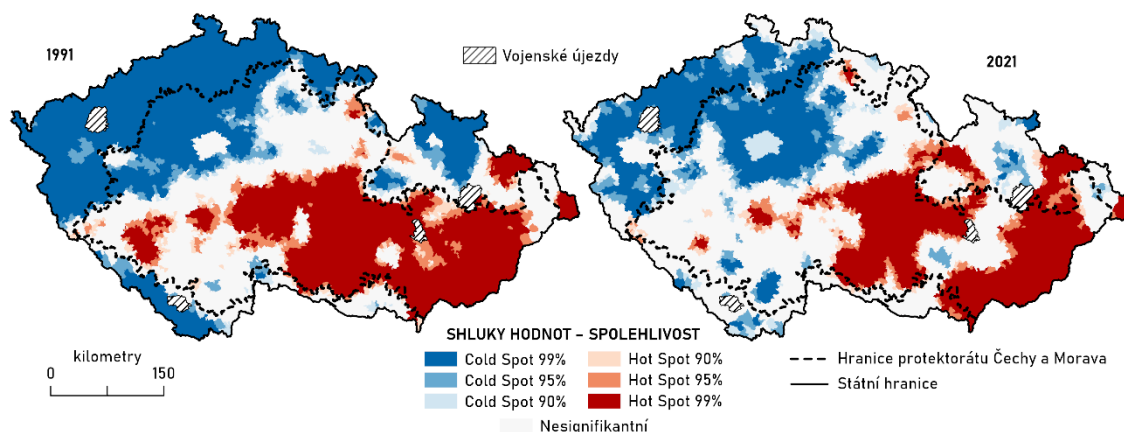 1991
Vojenské újezdy
2021
SHLUKY HODNOT – SPOLEHLIVOST
Cold Spot 99%
Hot Spot 90%
Cold Spot 95%
Hot Spot 95%
Cold Spot 90%
Hot Spot 99%
Nesignifikantní
Hranice protektorátu Čechy a Morava
Státní hranice
kilometry
0 150